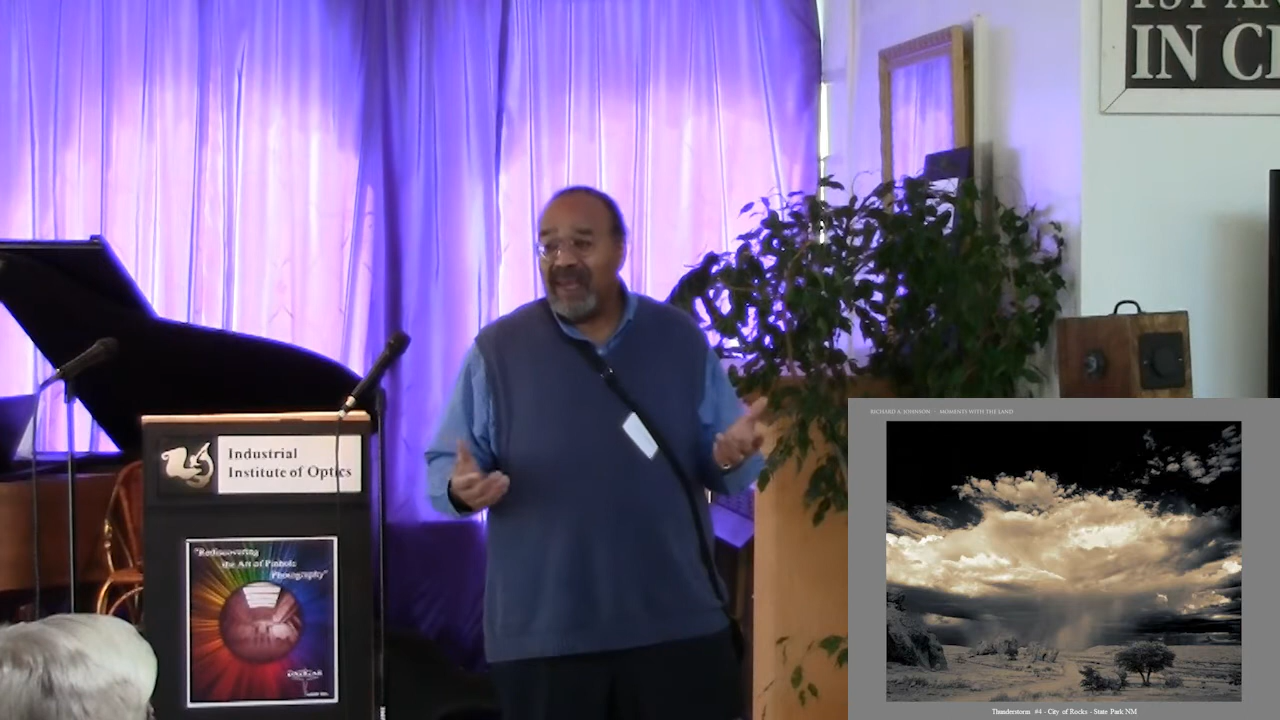 IN
Industrial
Institute of Optics
"Rediscovering
the Art of Pinhole
Photography"
RICHARD A. JOHNSON - MOMENTS WITH THE LAND
Thunderstorm #4 - City of Rocks - State Park NM